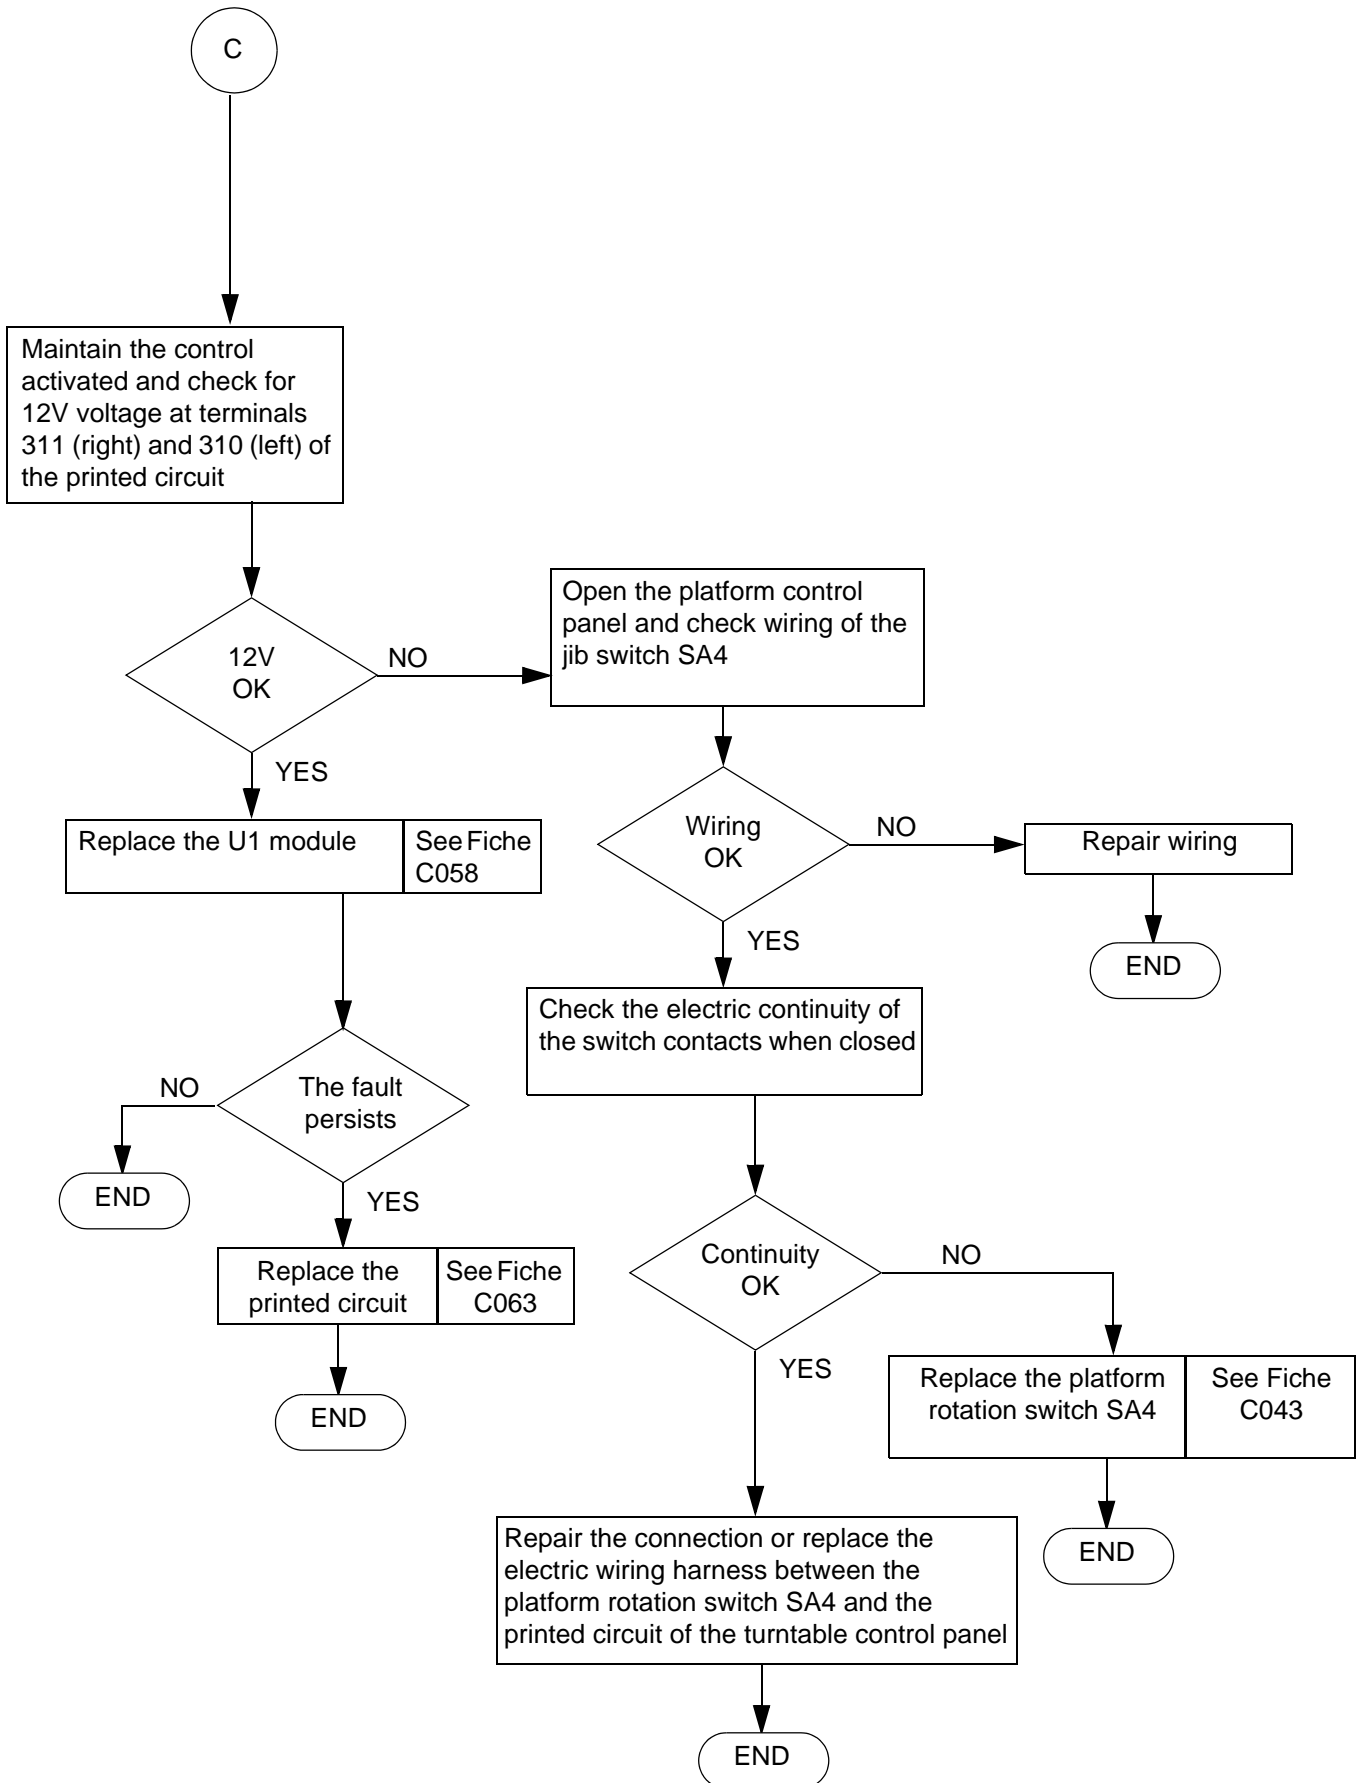 C
Maintain the control
activated and check for
12V voltage at terminals
311 (right) and 310 (left) of
the printed circuit
12V
OK
NO
YES
Open the platform control
panel and check wiring of the
jib switch SA4
Replace the U1 module
See Fiche
C058
Wiring
OK
NO
YES
Repair wiring
END
Check the electric continuity of
the switch contacts when closed
The fault
persists
NO
YES
END
Replace the
printed circuit
See Fiche
C063
END
Continuity
OK
NO
YES
Replace the platform
rotation switch SA4
See Fiche
C043
END
Repair the connection or replace the
electric wiring harness between the
platform rotation switch SA4 and the
printed circuit of the turntable control panel
END